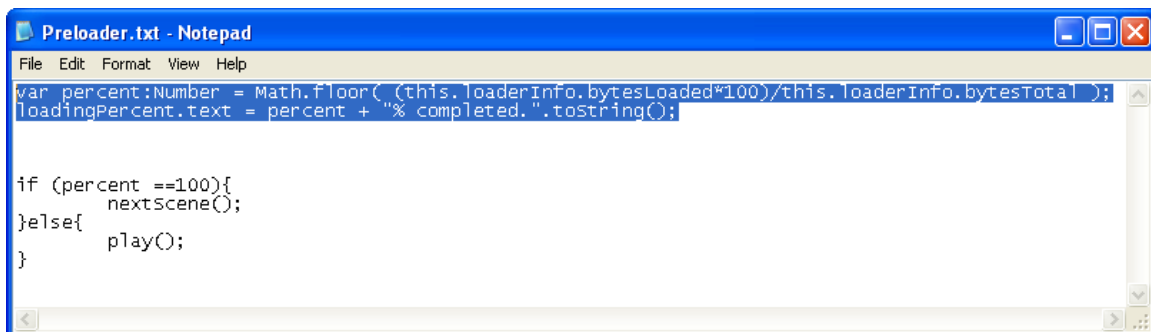 Preloader.txt - Notepad
File Edit Format View Help
var percent:Number = Math.floor( (this.loaderInfo.bytesLoaded*100)/this.loaderInfo.bytesTotal );
loadingPercent.text = percent + "% completed.".toString();
if (percent ==100){
nextScene();
}else{
play();
}